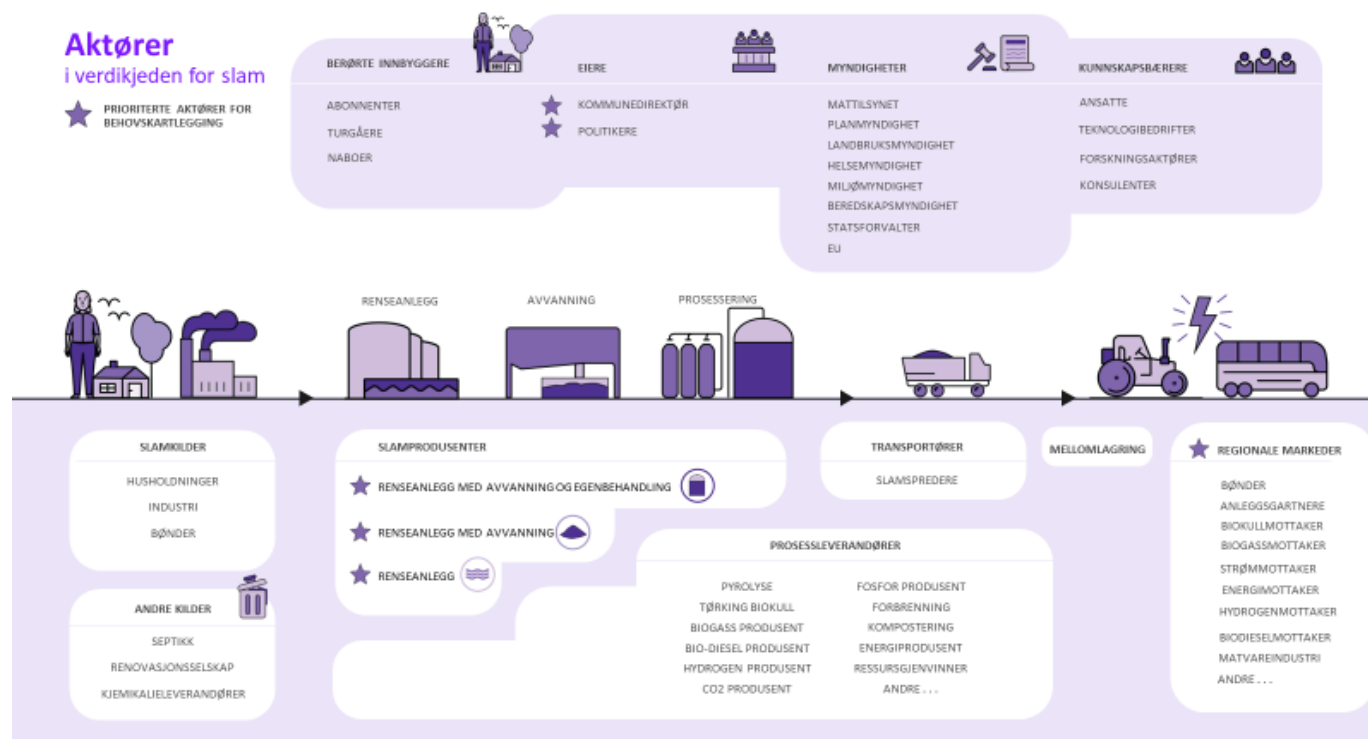 Aktører
i verdikjeden for slam
PRIORITERTE AKTØRER FOR
BEHOVSKARTLEGGING
BERØRTE INNBYGGERE
ABONNENTER
TURGÅERE
NABOER
EIERE
KOMMUNEDIREKTØR
POLITIKERE
MYNDIGHETER
MATTILSYNET
PLANMYNDIGHET
LANDBRUKSMYNDIGHET
HELSEMYNDIGHET
MILJØMYNDIGHET
BEREDSKAPSMYNDIGHET
STATSFORVALTER
EU
KUNNSKAPSBÆRERE
ANSATTE
TEKNOLOGIBEDRIFTER
FORSKNINGSAKTØRER
KONSULENTER
RENSEANLEGG
AVVANNING
PROSESSERING
SLAMKILDER
HUSHOLDNINGER
INDUSTRI
BØNDER
ANDRE KILDER
SEPTIKK
RENOVASJONSSELSKAP
KJEMIKALIELEVERANDØRER
SLAMPRODUSENTER
RENSEANLEGG MED AVVANNING OG EGENBEHANDLING
RENSEANLEGG MED AVVANNING
RENSEANLEGG
PROSESSLEVERANDØRER
PYROLYSE
TØRKING BIOKULL
BIOGASS PRODUSENT
BIO-DIESEL PRODUSENT
HYDROGEN PRODUSENT
CO2 PRODUSENT
FOSFOR PRODUSENT
FORBRENNING
KOMPOSTERING
ENERGIPRODUSENT
RESSURSGJENVINNER
ANDRE . . .
TRANSPORTØRER
SLAMSPREDERE
MELLOMLAGRING
REGIONALE MARKEDER
BØNDER
ANLEGGSGARTNERE
BIOKULLMOTTAKER
BIOGASSMOTTAKER
STRØMMOTTAKER
ENERGIMOTTAKER
HYDROGENMOTTAKER
BIODIESELMOTTAKER
MATVAREINDUSTRI
ANDRE . . .